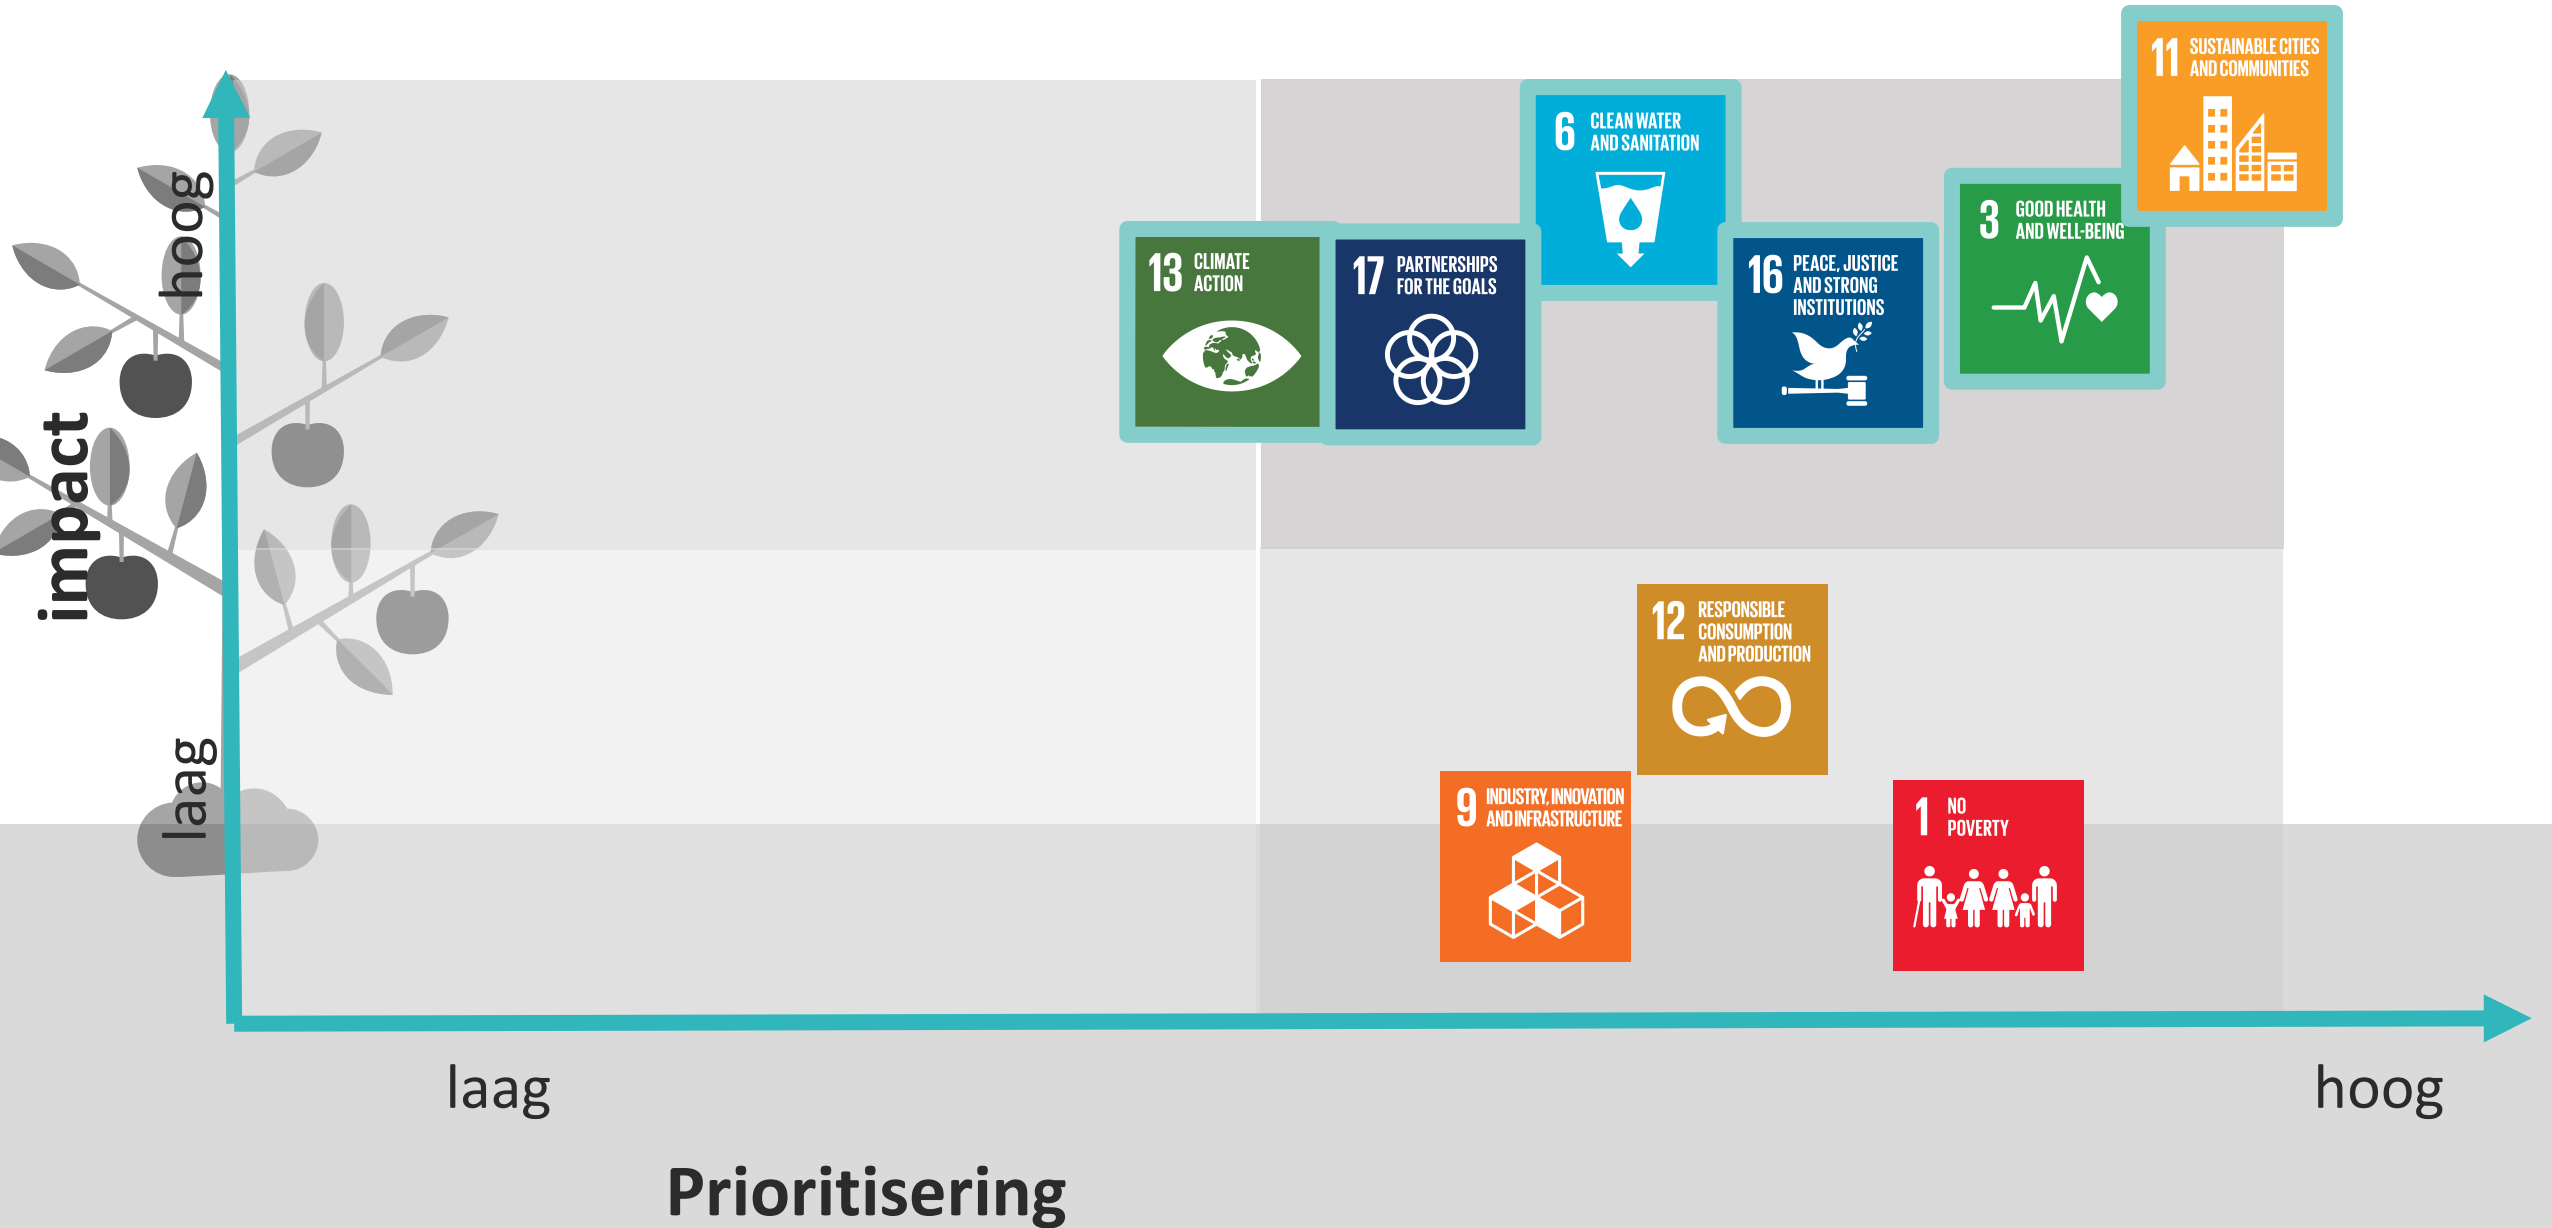 11 SUSTAINABLE CITIES
AND COMMUNITIES
6 CLEAN WATER
AND SANITATION
3 GOOD HEALTH
AND WELL-BEING
13 CLIMATE
ACTION
17 PARTNERSHIPS
FOR THE GOALS
16 PEACE, JUSTICE
AND STRONG
INSTITUTIONS
hoog
impact
laag
12 RESPONSIBLE
CONSUMPTION
AND PRODUCTION
9 INDUSTRY, INNOVATION
AND INFRASTRUCTURE
1 NO
POVERTY
laag
hoog
Prioritisering